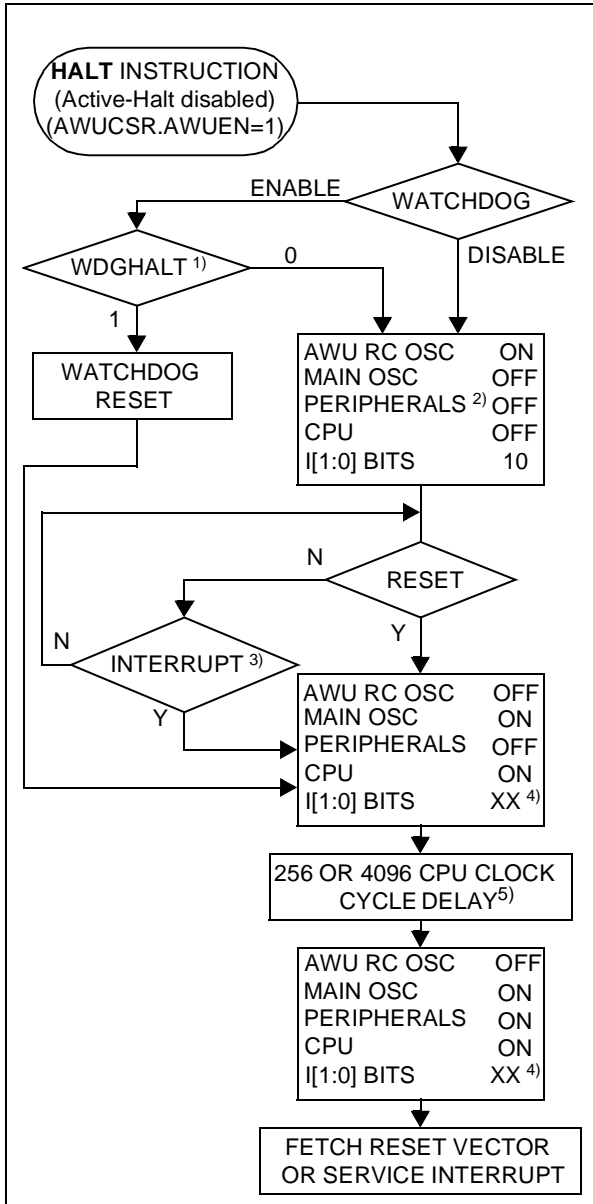 HALT INSTRUCTION
(Active-Halt disabled)
(AWUCSR.AWUEN=1)
ENABLE
WATCHDOG
WDGHALT 1)
0
DISABLE
1
WATCHDOG
RESET
AWU RC OSC ON
MAIN OSC OFF
PERIPHERALS 2) OFF
CPU OFF
I[1:0] BITS 10
N
RESET
N
Y
INTERRUPT 3)
Y
AWU RC OSC OFF
MAIN OSC ON
PERIPHERALS OFF
CPU ON
I[1:0] BITS XX 4)
256 OR 4096 CPU CLOCK
CYCLE DELAY5)
AWU RC OSC OFF
MAIN OSC ON
PERIPHERALS ON
CPU ON
I[1:0] BITS XX 4)
FETCH RESET VECTOR
OR SERVICE INTERRUPT